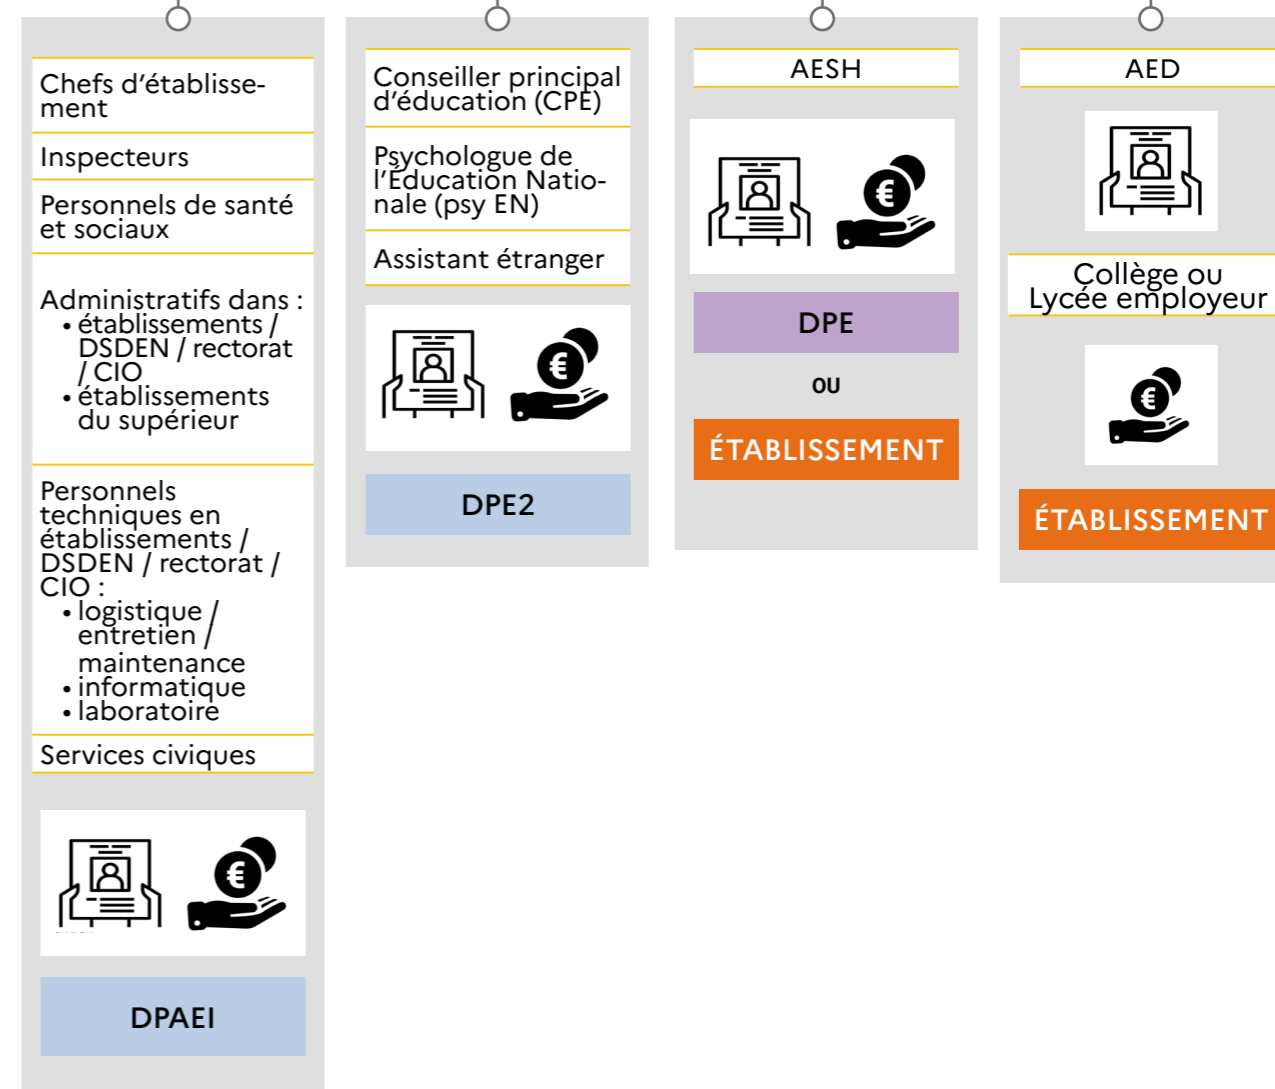 Chefs d'établisse-
ment
Inspecteurs
Personnels de santé
et sociaux
Administratifs dans :
• établissements /
DSDEN / rectorat
/ CIO
• établissements
du supérieur
Personnels
techniques en
établissements /
DSDEN / rectorat /
CIO :
• logistique /
entretien /
maintenance
• informatique
• laboratoire
Services civiques
DPAEI
Conseiller principal
d'éducation (CPE)
Psychologue de
l'Éducation Natio-
nale (psy EN)
Assistant étranger
€
DPE2
AESH
€
DPE
OU
ÉTABLISSEMENT
AED
Collège ou
Lycée employeur
€
ÉTABLISSEMENT
€